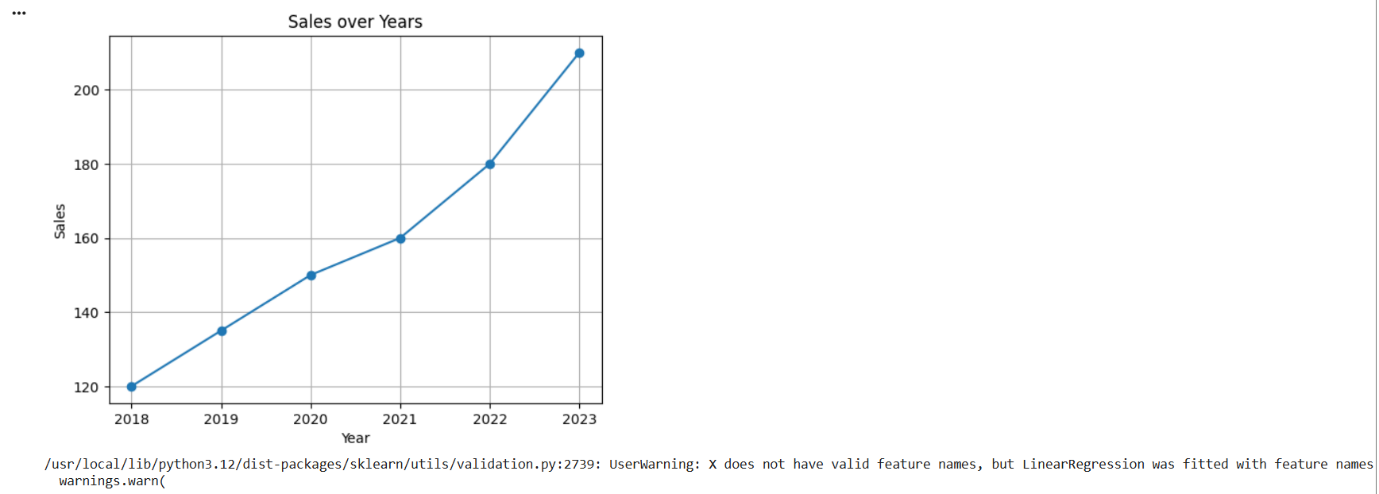 ...
Sales over Years
200
180
160
140
120
Sales
2018 2019 2020 2021 2022 2023
Year
/usr/local/lib/python3.12/dist-packages/sklearn/utils/validation.py:2739: UserWarning: X does not have valid feature names, but LinearRegression was fitted with feature names
warnings.warn(